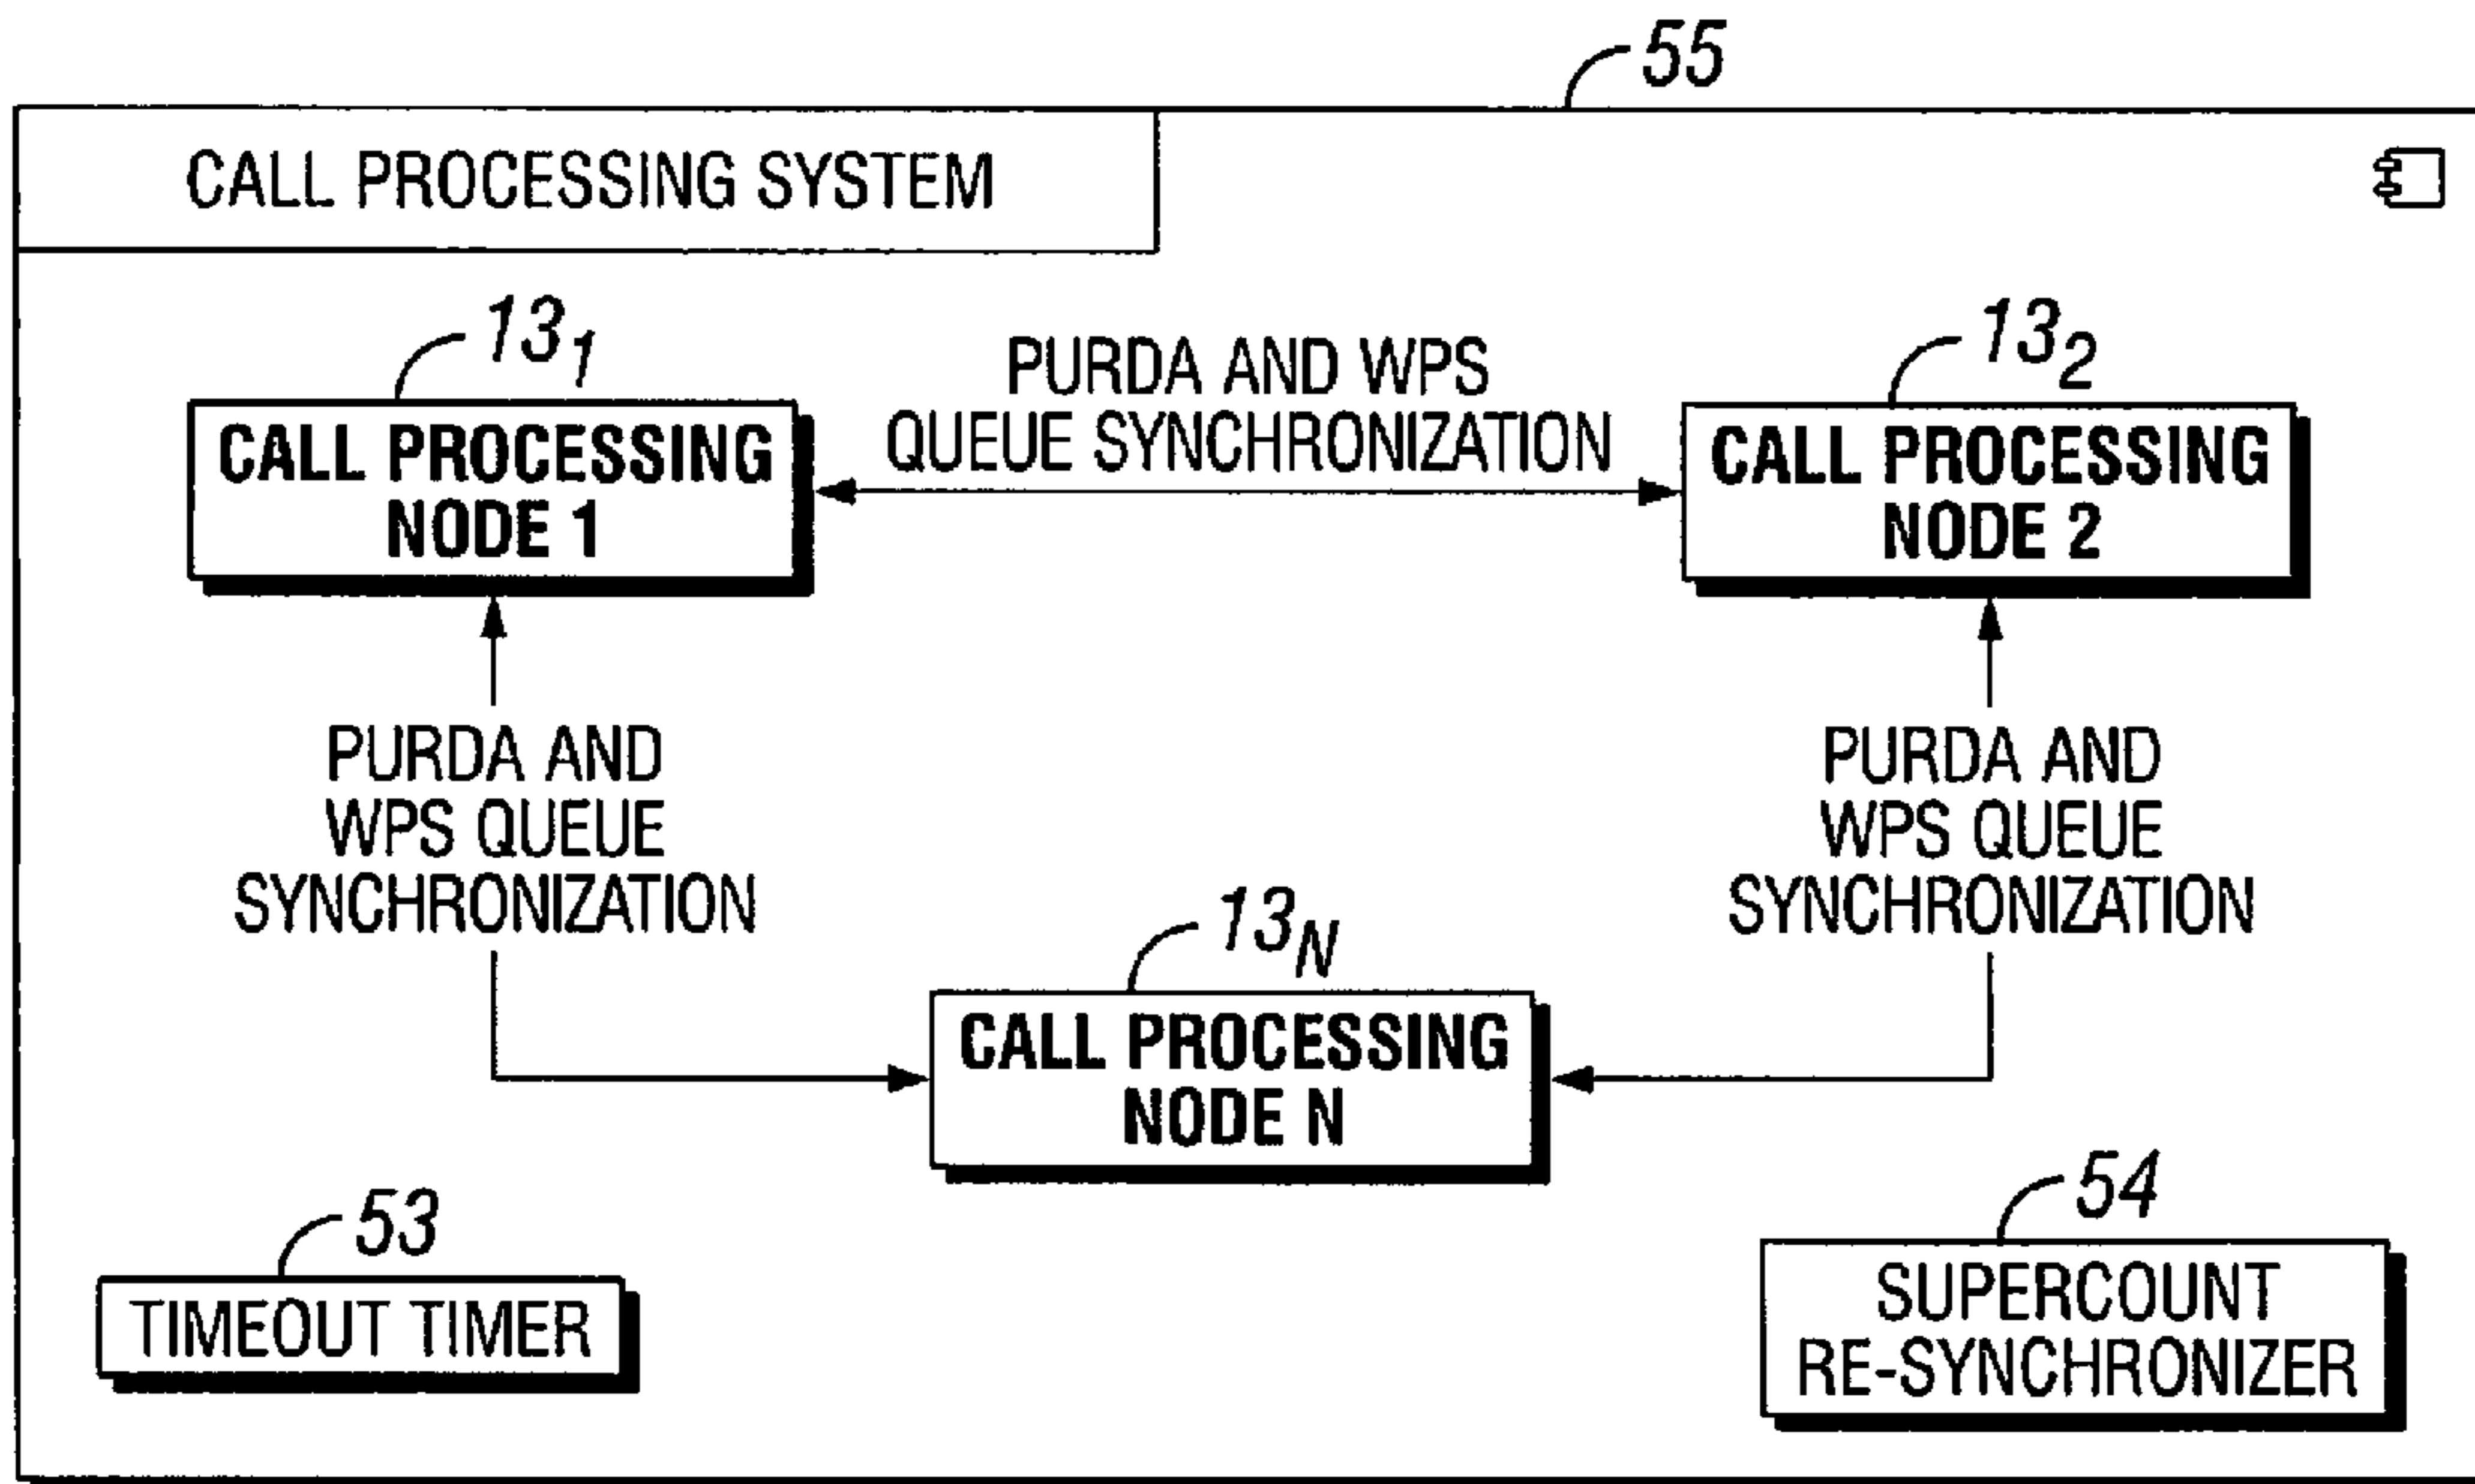 55
CALL PROCESSING SYSTEM
13₁
PURDA AND WPS
QUEUE SYNCHRONIZATION
13₂
CALL PROCESSING
NODE 1
CALL PROCESSING
NODE 2
PURDA AND
WPS QUEUE
SYNCHRONIZATION
PURDA AND
WPS QUEUE
SYNCHRONIZATION
13N
CALL PROCESSING
NODE N
53
TIMEOUT TIMER
54
SUPERCOUNT
RE-SYNCHRONIZER